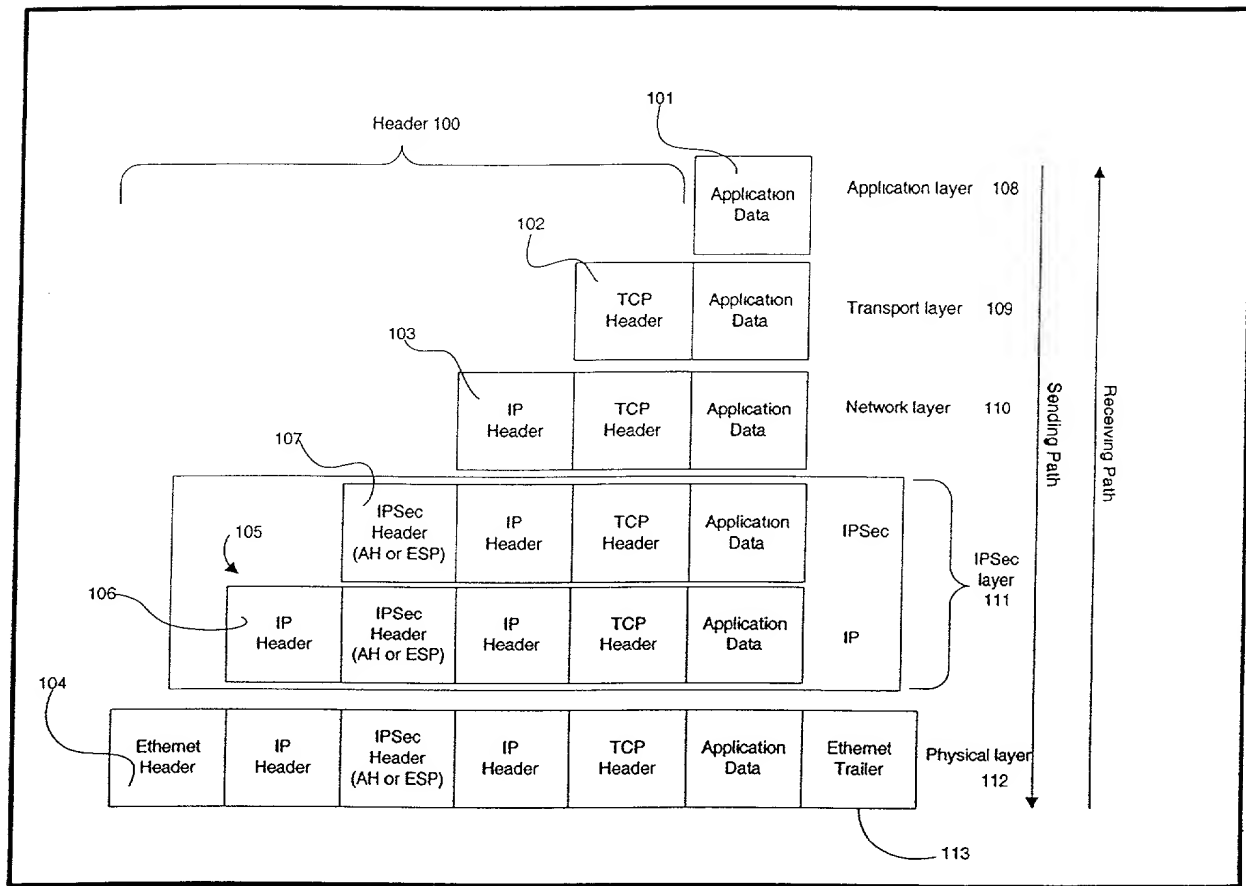 101
Header 100
Application
Data
Application layer 108
102
TCP
Header
Application
Data
Transport layer 109
103
IP
Header
TCP
Header
Application
Data
Network layer 110
107
IPSec
Header
(AH or ESP)
IP
Header
TCP
Header
Application
Data
IPSec
105
106
IP
Header
IPSec
Header
(AH or ESP)
IP
Header
TCP
Header
Application
Data
IP
IPSec
layer
111
104
Ethernet
Header
IP
Header
IPSec
Header
(AH or ESP)
IP
Header
TCP
Header
Application
Data
Ethernet
Trailer
Physical layer
112
113
Sending Path
Receiving Path